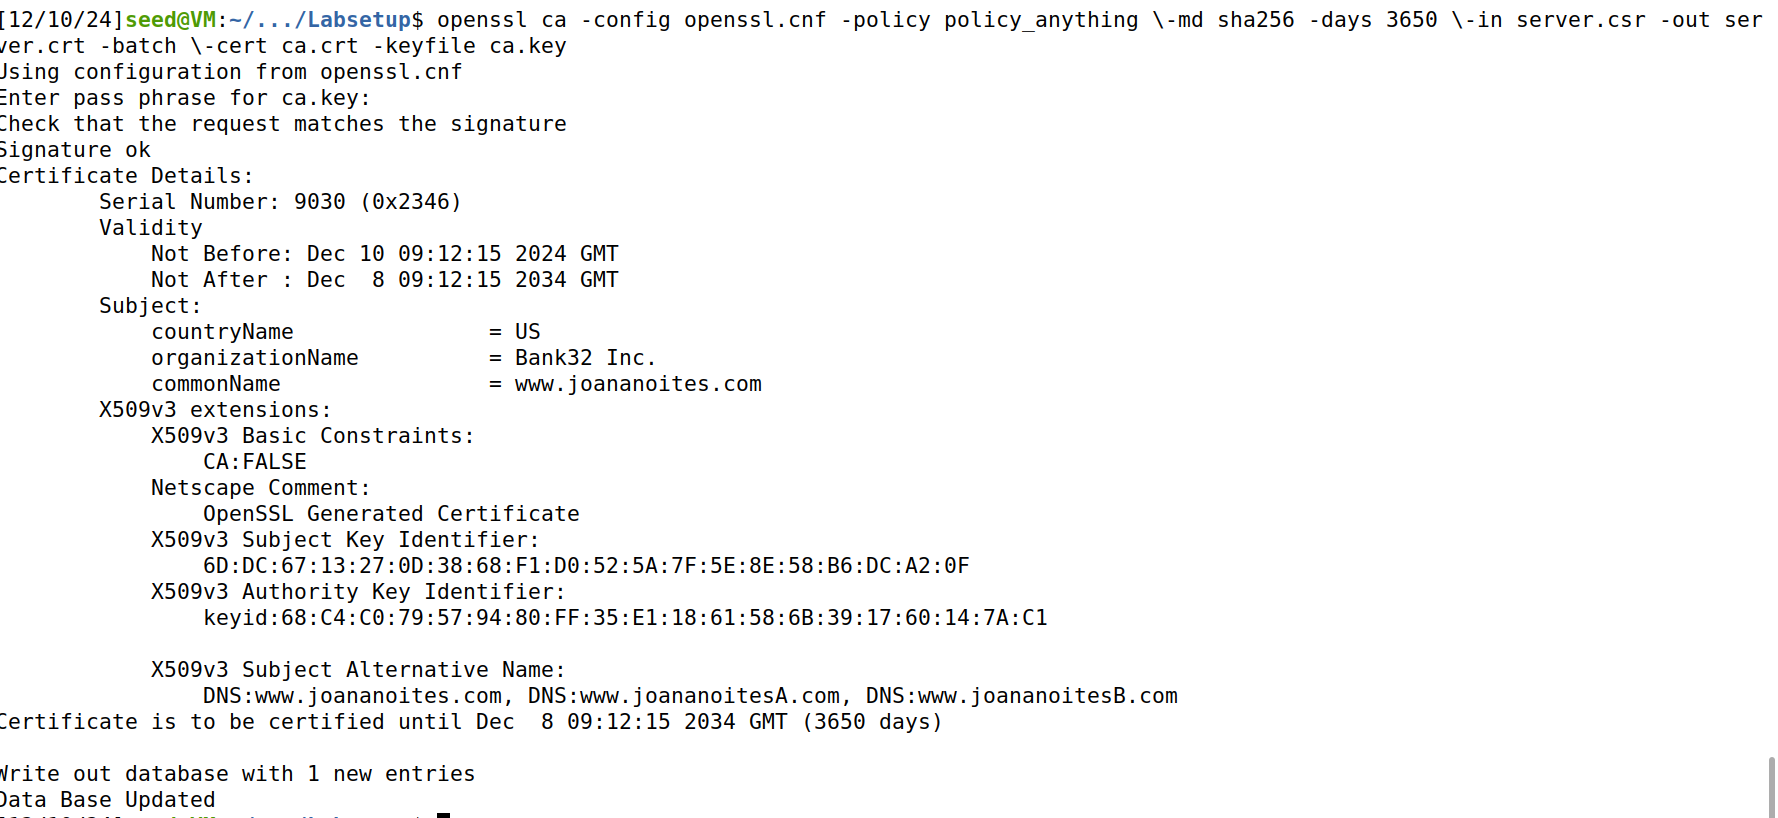 [12/10/24]seed@VM:~/.../Labsetup$ openssl ca -config openssl.cnf -policy policy_anything \-md sha256 -days 3650 \-in server.csr -out ser
ver.crt -batch \-cert ca.crt -keyfile ca.key
Using configuration from openssl.cnf
Enter pass phrase for ca.key:
Check that the request matches the signature
Signature ok
Certificate Details:
        Serial Number: 9030 (0x2346)
        Validity
            Not Before: Dec 10 09:12:15 2024 GMT
            Not After : Dec  8 09:12:15 2034 GMT
        Subject:
            countryName               = US
            organizationName          = Bank32 Inc.
            commonName                = www.joananoites.com
        X509v3 extensions:
            X509v3 Basic Constraints:
                CA:FALSE
            Netscape Comment:
                OpenSSL Generated Certificate
            X509v3 Subject Key Identifier:
                6D:DC:67:13:27:0D:38:68:F1:D0:52:5A:7F:5E:8E:58:B6:DC:A2:0F
            X509v3 Authority Key Identifier:
                keyid:68:C4:C0:79:57:94:80:FF:35:E1:18:61:58:6B:39:17:60:14:7A:C1

            X509v3 Subject Alternative Name:
                DNS:www.joananoites.com, DNS:www.joananoitesA.com, DNS:www.joananoitesB.com
Certificate is to be certified until Dec  8 09:12:15 2034 GMT (3650 days)

Write out database with 1 new entries
Data Base Updated